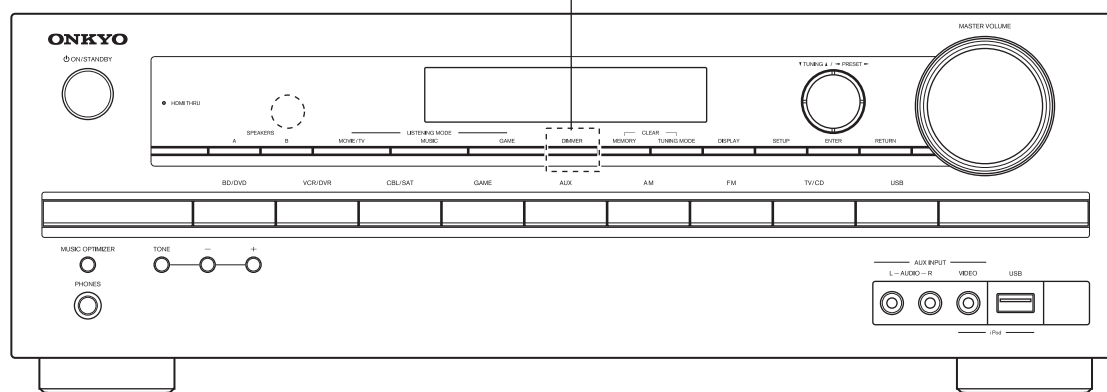 ONKYO
MASTER VOLUME
ON/STANDBY
TUNING / PRESET
HDMI THRU
SPEAKERS LISTENING MODE CLEAR
A B MOVIE/TV MUSIC GAME DIMMER MEMORY TUNING MODE DISPLAY SETUP ENTER RETURN
BD/DVD VCR/DVR CBL/SAT GAME AUX AM FM TV/CD USB
MUSIC OPTIMIZER TONE − +
PHONES
AUX INPUT
L − AUDIO − R VIDEO USB
iPod